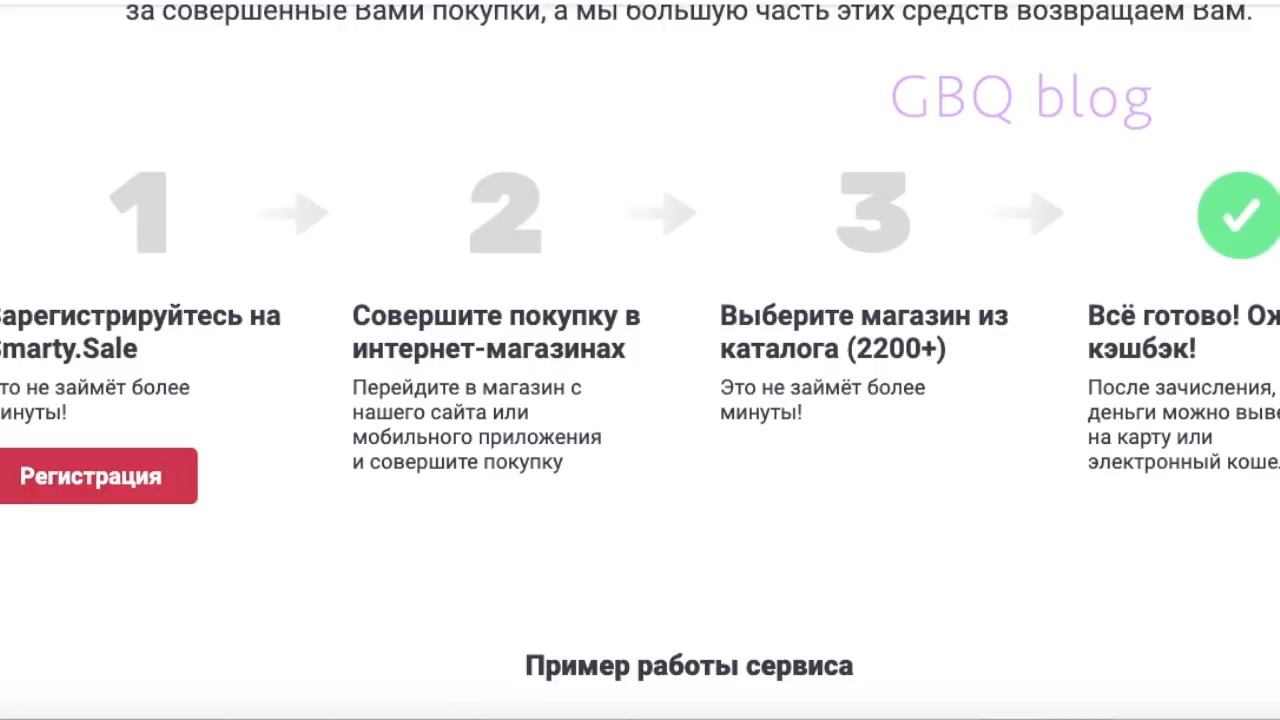 за совершенные Вами покупки, а мы большую часть этих средств возвращаем Вам.
GBQ blog
1
2
3
арегистрируйтесь на
marty.Sale
то не займёт более
инуты!
Регистрация
Совершите покупку в
интернет-магазинах
Перейдите в магазин с
нашего сайта или
мобильного приложения
и совершите покупку
Выберите магазин из
каталога (2200+)
Это не займёт более
минуты!
Всё готово! Ож
кэшбэк!
После зачисления,
деньги можно выве
на карту или
электронный коше
Пример работы сервиса